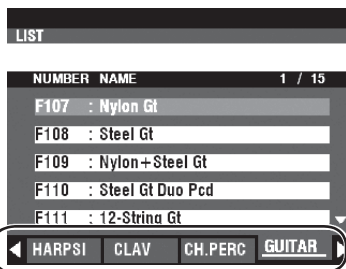 LIST
NUMBER NAME 1 / 15
F107 : Nylon Gt
F108 : Steel Gt
F109 : Nylon+Steel Gt
F110 : Steel Gt Duo Pcd
F111 : 12-String Gt
HARPSI CLAV CH.PERC GUITAR